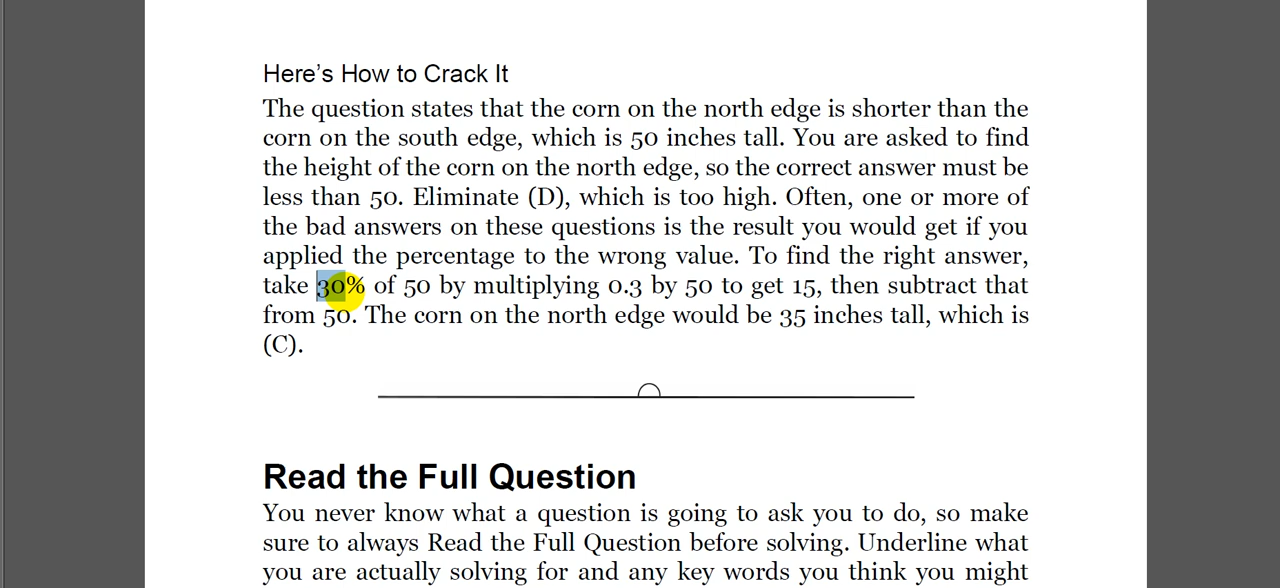 Here’s How to Crack It
The question states that the corn on the north edge is shorter than the
corn on the south edge, which is 50 inches tall. You are asked to find
the height of the corn on the north edge, so the correct answer must be
less than 50. Eliminate (D), which is too high. Often, one or more of
the bad answers on these questions is the result you would get if you
applied the percentage to the wrong value. To find the right answer,
take 30% of 50 by multiplying 0.3 by 50 to get 15, then subtract that
from 50. The corn on the north edge would be 35 inches tall, which is
(C).
Read the Full Question
You never know what a question is going to ask you to do, so make
sure to always Read the Full Question before solving. Underline what
you are actually solving for and any key words you think you might